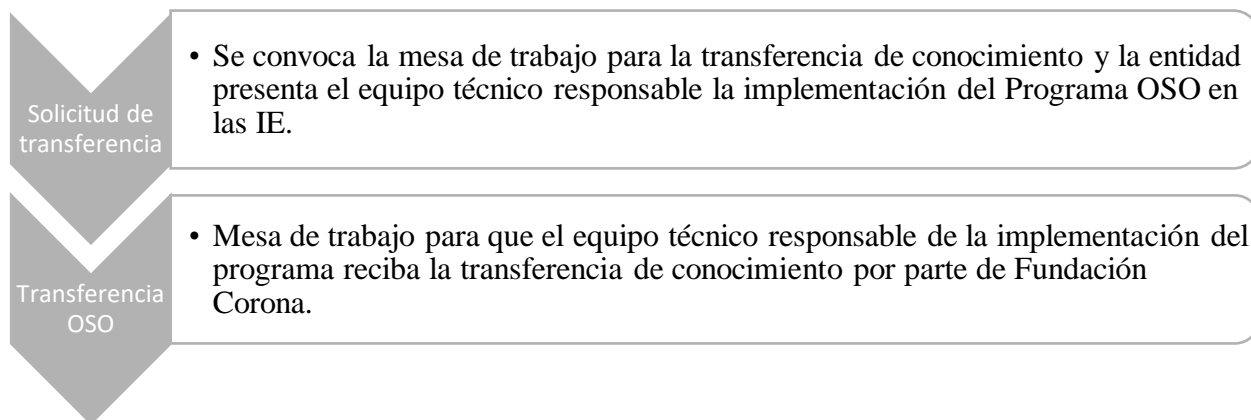 Solicitud de
transferencia
• Se convoca la mesa de trabajo para la transferencia de conocimiento y la entidad
presenta el equipo técnico responsable la implementación del Programa OSO en
las IE.
Transferencia
OSO
• Mesa de trabajo para que el equipo técnico responsable de la implementación del
programa reciba la transferencia de conocimiento por parte de Fundación
Corona.